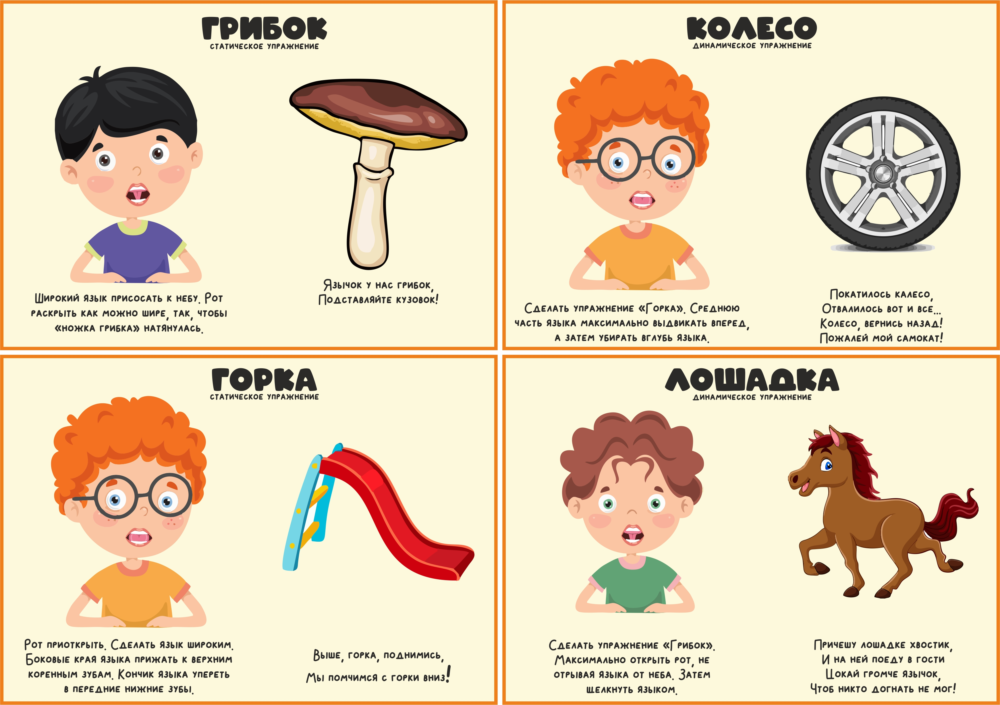 ГРИБОК
СТАТИЧЕСКОЕ УПРАЖНЕНИЕ
Широкий язык присосать к небу. Рот
раскрыть как можно шире, так, чтобы
«ножка грибка» натянулась.
Язычок у нас грибок,
Подставляйте кузовок!
КОЛЕСО
ДИНАМИЧЕСКОЕ УПРАЖНЕНИЕ
Сделать упражнение «Горка». Среднюю
часть языка максимально выдвикать вперед,
а затем убирать вглубь языка.
Покатилось калесо,
Отвалилось вот и все...
Колесо, вернись назад!
Пожалей мой самокат!
ГОРКА
СТАТИЧЕСКОЕ УПРАЖНЕНИЕ
Рот приоткрыть. Сделать язык широким.
Боковые края языка прижать к верхним
коренным зубам. Кончик языка упереть
в передние нижние зубы.
Выше, горка, поднимись,
Мы помчимся с горки вниз!
ЛОШАДКА
ДИНАМИЧЕСКОЕ УПРАЖНЕНИЕ
Сделать упражнение «Грибок».
Максимально открыть рот, не
отрывая языка от неба. Затем
щелкнуть языком.
Причешу лошадке хвостик,
И на ней поеду в гости
Цокай громче язычок,
Чтоб никто догнать не мог!